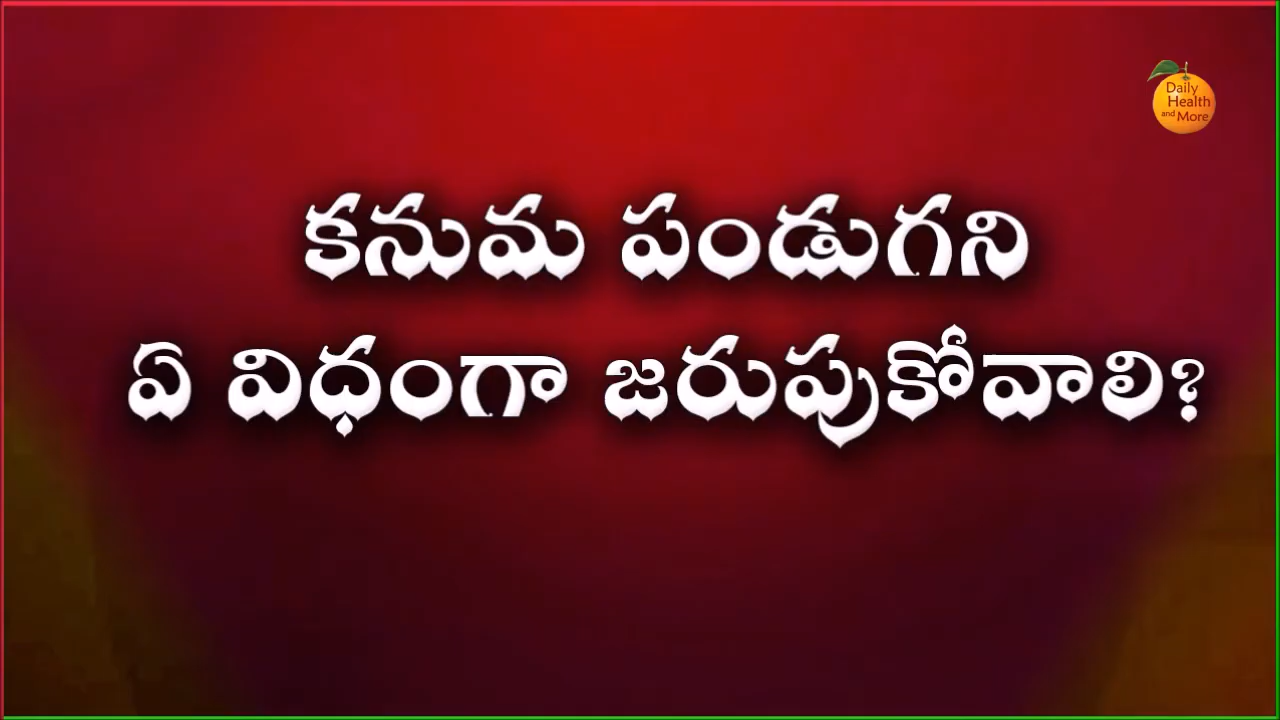 Daily
Health
and More
కనుమ పండుగని
ఏ విధంగా జరుపుకోవాలి?